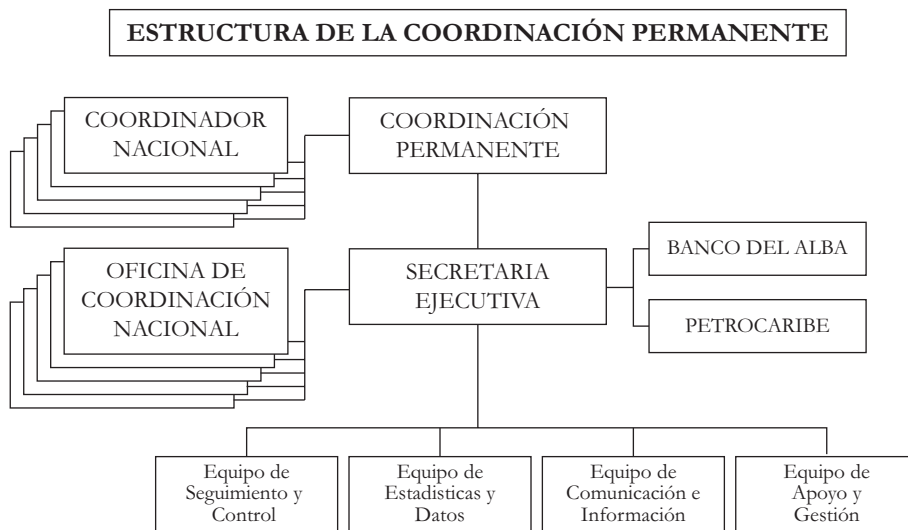 ESTRUCTURA DE LA COORDINACIÓN PERMANENTE
COORDINADOR
NACIONAL
COORDINACIÓN
PERMANENTE
OFICINA DE
COORDINACIÓN
NACIONAL
SECRETARIA
EJECUTIVA
BANCO DEL ALBA
PETROCARIBE
Equipo de
Seguimiento y
Control
Equipo de
Estadisticas y
Datos
Equipo de
Comunicación e
Información
Equipo de
Apoyo y
Gestión